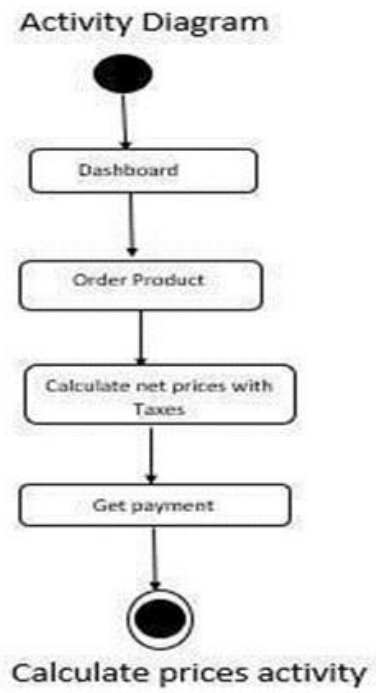 Activity Diagram
Dashboard
Order Product
Calculate net prices with
Taxes
Get payment
Calculate prices activity